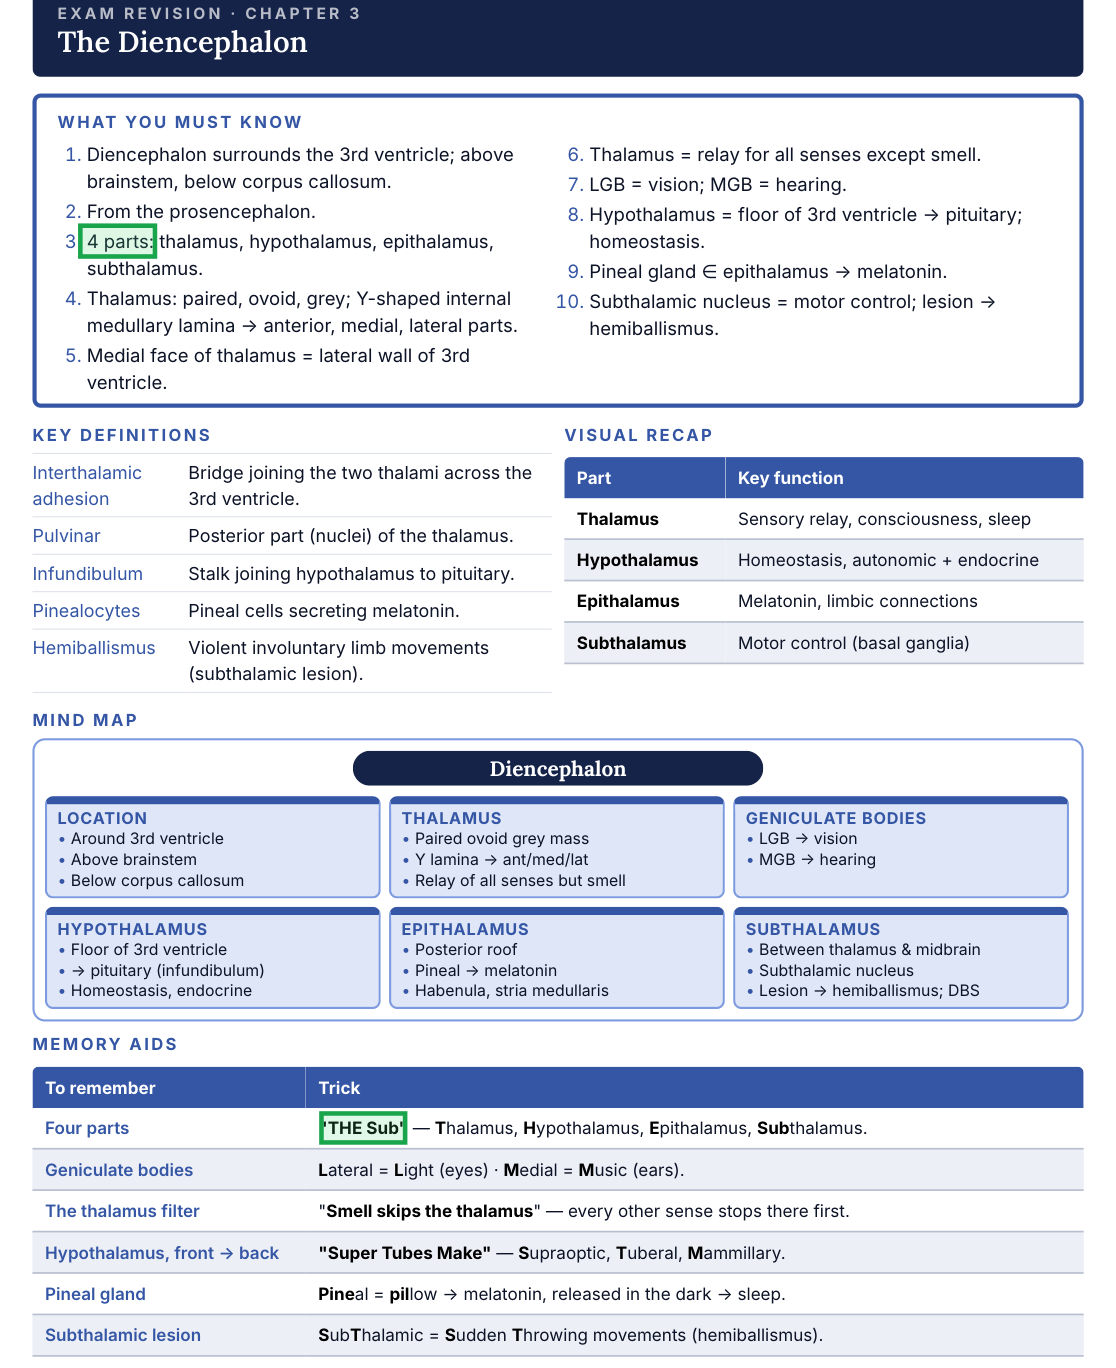 EXAM REVISION · CHAPTER 3
The Diencephalon
WHAT YOU MUST KNOW
1. Diencephalon surrounds the 3rd ventricle; above
brainstem, below corpus callosum.
2. From the prosencephalon.
3 4 parts: thalamus, hypothalamus, epithalamus,
subthalamus.
4. Thalamus: paired, ovoid, grey; Y-shaped internal
medullary lamina → anterior, medial, lateral parts.
5. Medial face of thalamus = lateral wall of 3rd
ventricle.
6. Thalamus = relay for all senses except smell.
7. LGB = vision; MGB = hearing.
8. Hypothalamus = floor of 3rd ventricle → pituitary;
homeostasis.
9. Pineal gland ∈ epithalamus → melatonin.
10. Subthalamic nucleus = motor control; lesion →
hemiballismus.
KEY DEFINITIONS
Interthalamic adhesion Bridge joining the two thalami across the
3rd ventricle.
Pulvinar Posterior part (nuclei) of the thalamus.
Infundibulum Stalk joining hypothalamus to pituitary.
Pinealocytes Pineal cells secreting melatonin.
Hemiballismus Violent involuntary limb movements
(subthalamic lesion).
VISUAL RECAP
Part Key function
Thalamus Sensory relay, consciousness, sleep
Hypothalamus Homeostasis, autonomic + endocrine
Epithalamus Melatonin, limbic connections
Subthalamus Motor control (basal ganglia)
MIND MAP
Diencephalon
LOCATION
• Around 3rd ventricle
• Above brainstem
• Below corpus callosum
THALAMUS
• Paired ovoid grey mass
• Y lamina → ant/med/lat
• Relay of all senses but smell
GENICULATE BODIES
• LGB → vision
• MGB → hearing
HYPOTHALAMUS
• Floor of 3rd ventricle
• → pituitary (infundibulum)
• Homeostasis, endocrine
EPITHALAMUS
• Posterior roof
• Pineal → melatonin
• Habenula, stria medullaris
SUBTHALAMUS
• Between thalamus & midbrain
• Subthalamic nucleus
• Lesion → hemiballismus; DBS
MEMORY AIDS
To remember Trick
Four parts "THE Sub" — Thalamus, Hypothalamus, Epithalamus, Subthalamus.
Geniculate bodies Lateral = Light (eyes) · Medial = Music (ears).
The thalamus filter "Smell skips the thalamus" — every other sense stops there first.
Hypothalamus, front → back "Super Tubes Make" — Supraoptic, Tuberal, Mammillary.
Pineal gland Pineal = pillow → melatonin, released in the dark → sleep.
Subthalamic lesion SubThalamic = Sudden Throwing movements (hemiballismus).